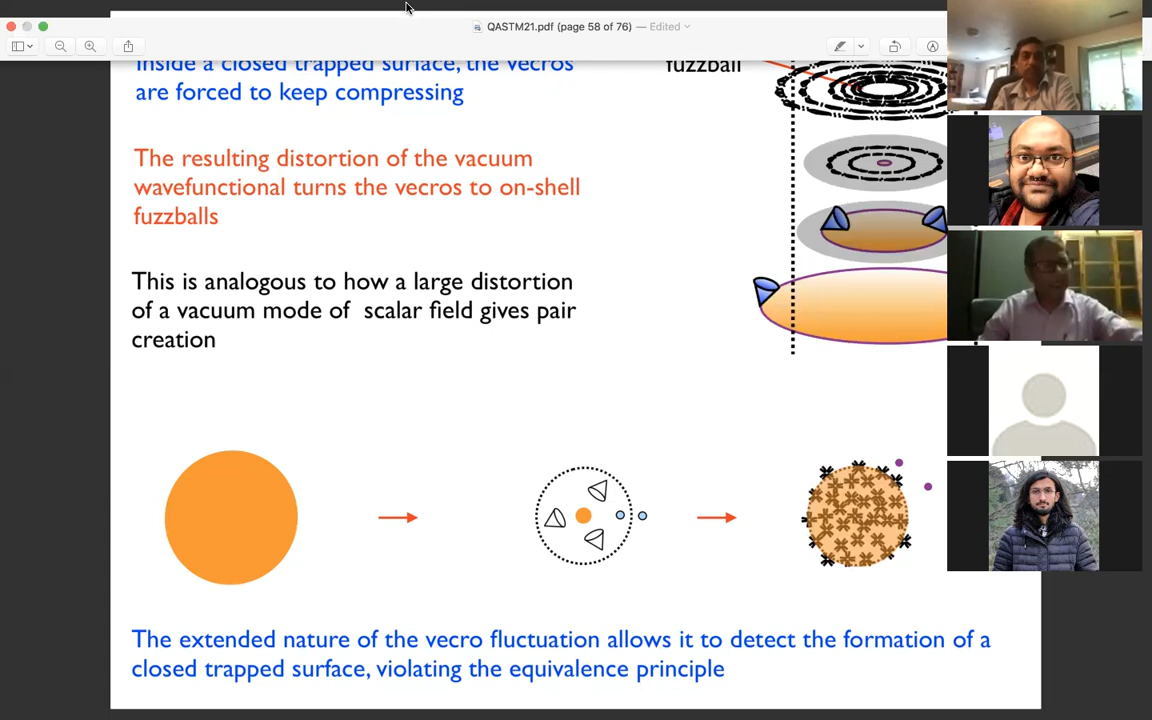 QASTM21.pdf (page 58 of 76) — Edited
inside a closed trapped surface, the vecros
are forced to keep compressing
fuzzball
The resulting distortion of the vacuum
wavefunctional turns the vecros to on-shell
fuzzballs
This is analogous to how a large distortion
of a vacuum mode of scalar field gives pair
creation
The extended nature of the vecro fluctuation allows it to detect the formation of a
closed trapped surface, violating the equivalence principle